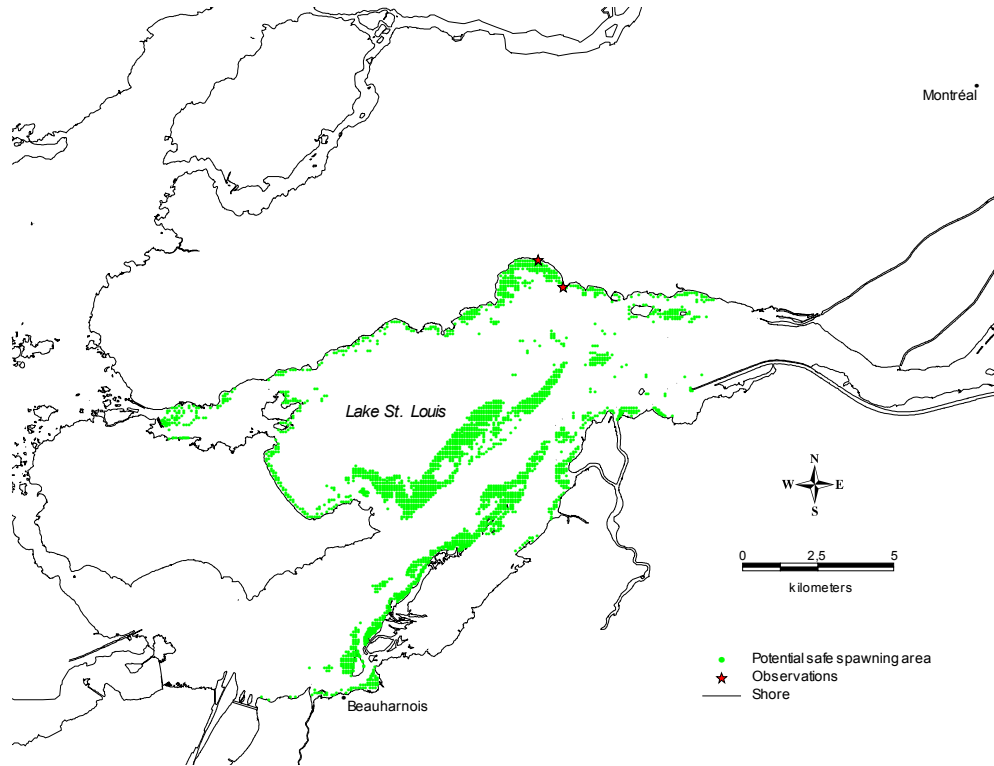 Montréal
Lake St. Louis
N
W E
S
0 2,5 5
kilometers
Potential safe spawning area
Observations
Shore
Beauharnois